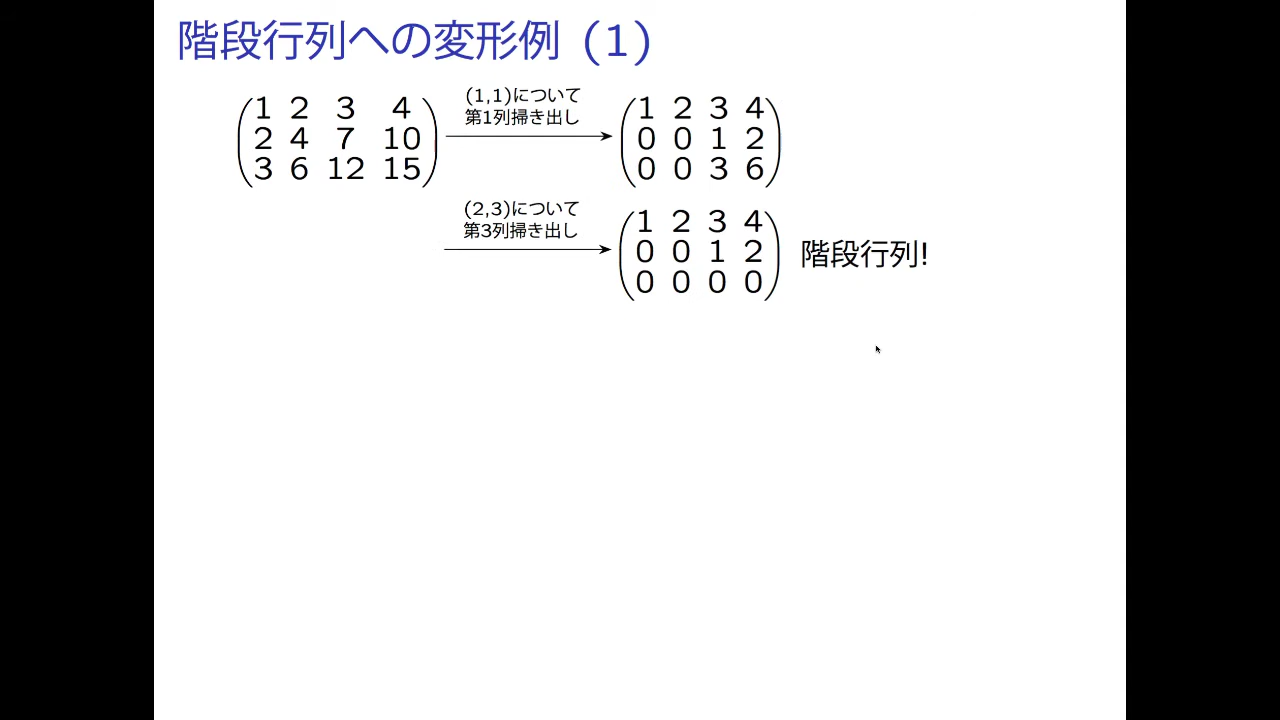 階段行列への変形例 (1)
(1,1)について
第1列掃き出し
1 2 3 4
2 4 7 10
3 6 12 15
1 2 3 4
0 0 1 2
0 0 3 6
(2,3)について
第3列掃き出し
1 2 3 4
0 0 1 2
0 0 0 0
階段行列!